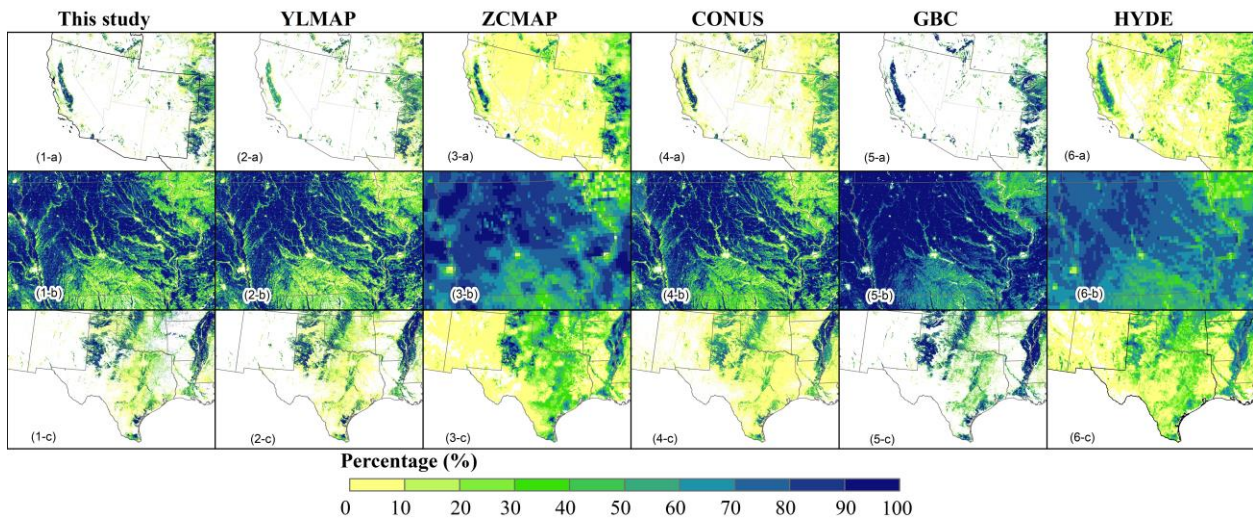 This study YLMAP ZCMAP CONUS GBC HYDE
(1-a) (2-a) (3-a) (4-a) (5-a) (6-a)
(1-b) (2-b) (3-b) (4-b) (5-b) (6-b)
(1-c) (2-c) (3-c) (4-c) (5-c) (6-c)
Percentage (%)
0 10 20 30 40 50 60 70 80 90 100